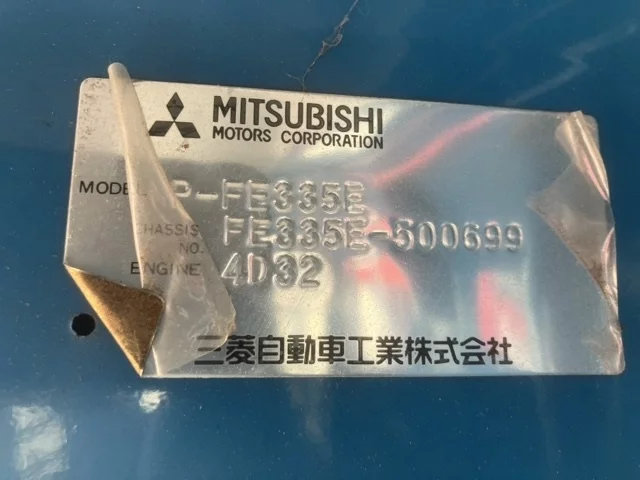 MITSUBISHI
MOTORS CORPORATION
MODEL P-FE335E
CHASSIS NO. FE335E-500699
ENGINE 4D32
三菱自動車工業株式会社